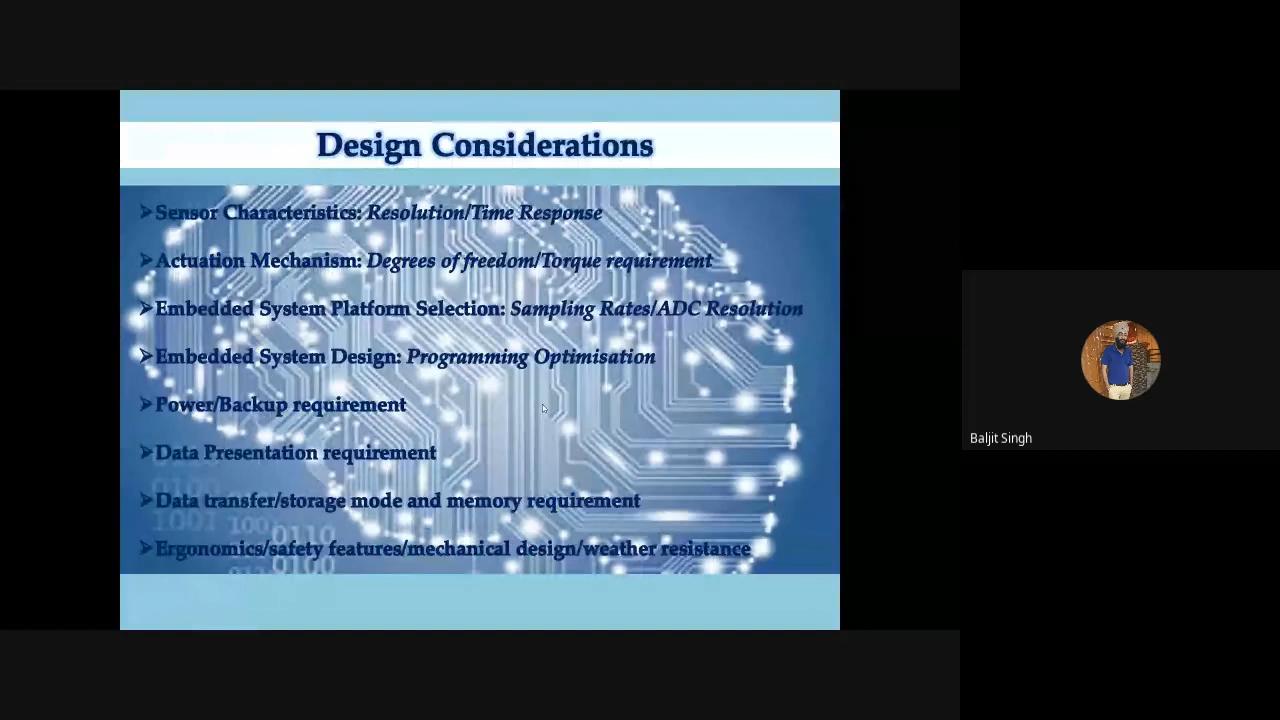 Design Considerations
➢Sensor Characteristics: Resolution/Time Response
➢Actuation Mechanism: Degrees of freedom/Torque requirement
➢Embedded System Platform Selection: Sampling Rates/ADC Resolution
➢Embedded System Design: Programming Optimisation
➢Power/Backup requirement
➢Data Presentation requirement
➢Data transfer/storage mode and memory requirement
➢Ergonomics/safety features/mechanical design/weather resistance
Baljit Singh